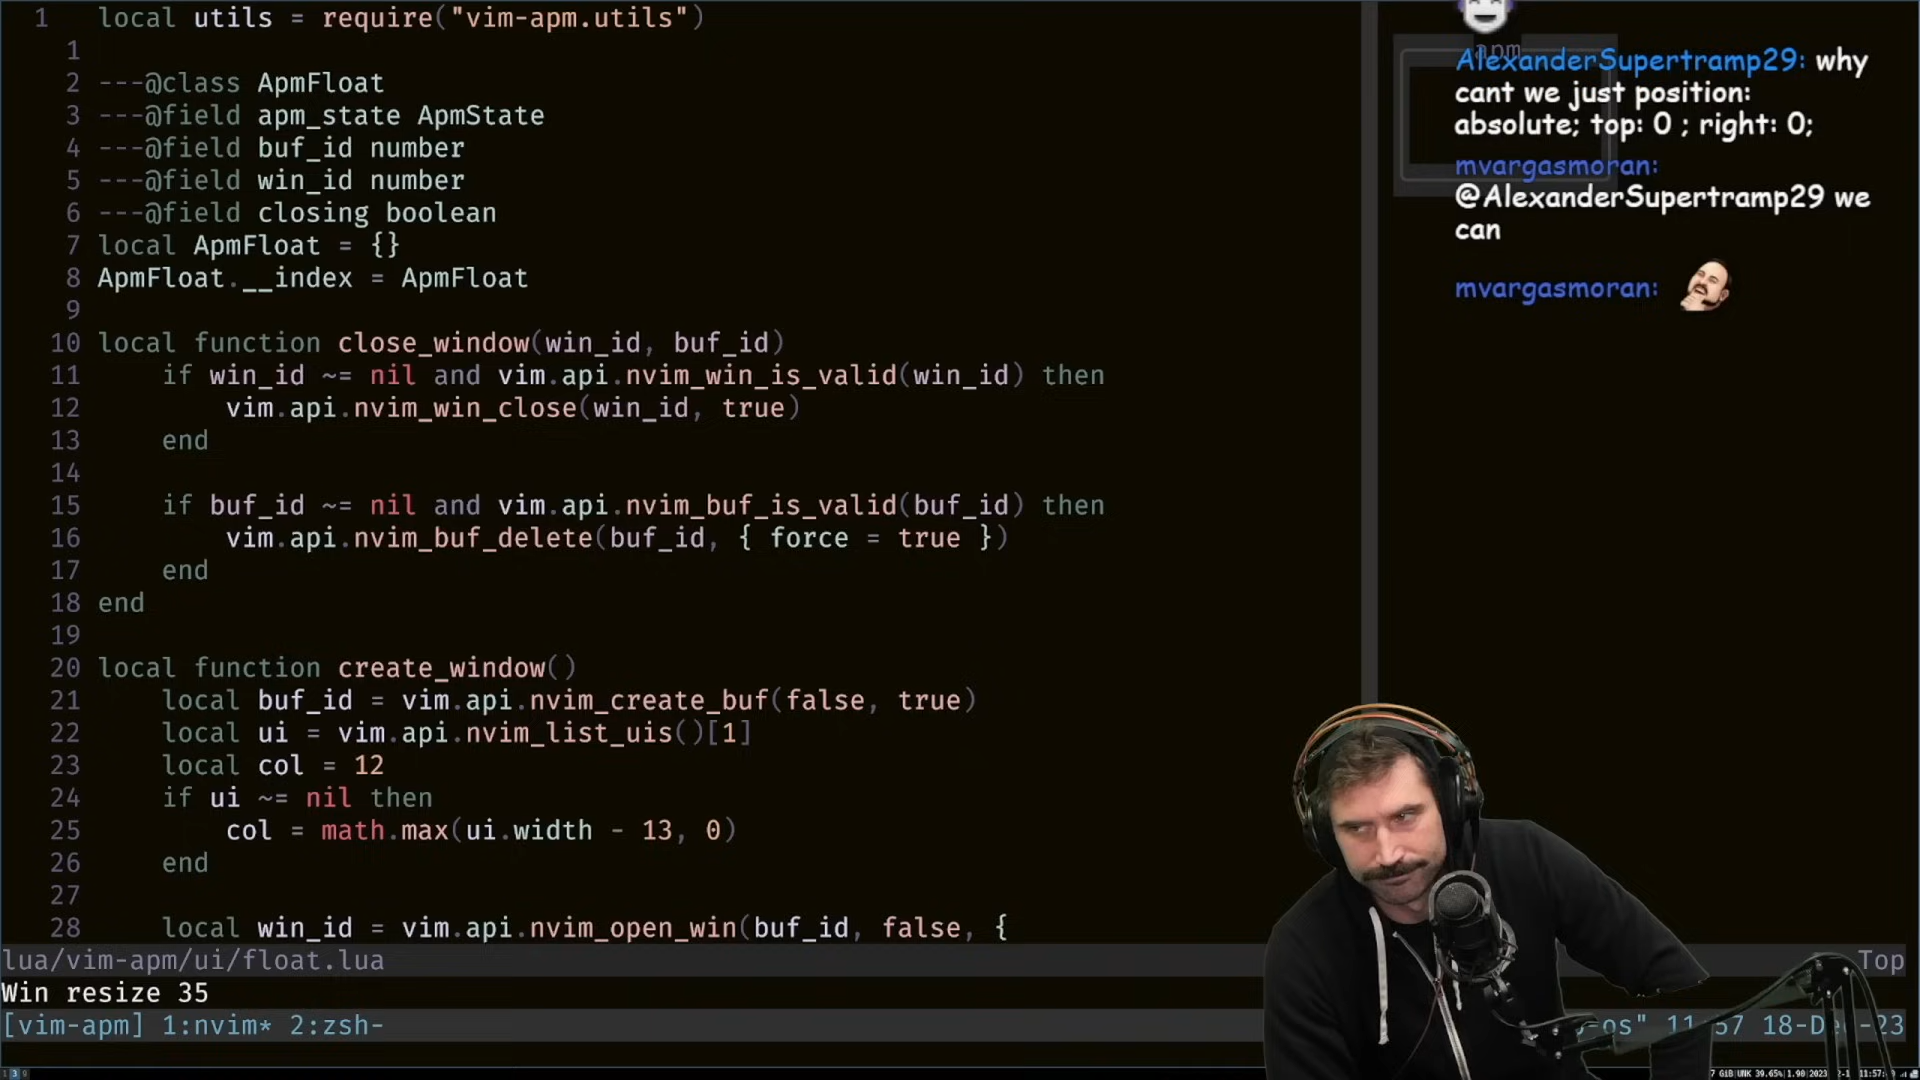 1 local utils = require("vim-apm.utils")
1
2 ---@class ApmFloat
3 ---@field apm_state ApmState
4 ---@field buf_id number
5 ---@field win_id number
6 ---@field closing boolean
7 local ApmFloat = {}
8 ApmFloat.__index = ApmFloat
9
10 local function close_window(win_id, buf_id)
11 if win_id ~= nil and vim.api.nvim_win_is_valid(win_id) then
12 vim.api.nvim_win_close(win_id, true)
13 end
14
15 if buf_id ~= nil and vim.api.nvim_buf_is_valid(buf_id) then
16 vim.api.nvim_buf_delete(buf_id, { force = true })
17 end
18 end
19
20 local function create_window()
21 local buf_id = vim.api.nvim_create_buf(false, true)
22 local ui = vim.api.nvim_list_uis()[1]
23 local col = 12
24 if ui ~= nil then
25 col = math.max(ui.width - 13, 0)
26 end
27
28 local win_id = vim.api.nvim_open_win(buf_id, false, {
lua/vim-apm/ui/float.lua Top
Win resize 35
[vim-apm] 1:nvim* 2:zsh- -os" 11:57 18-Dec-23
apm
AlexanderSupertramp29: why
cant we just position:
absolute; top: 0 ; right: 0;
mvargasmoran:
@AlexanderSupertramp29 we
can
mvargasmoran: